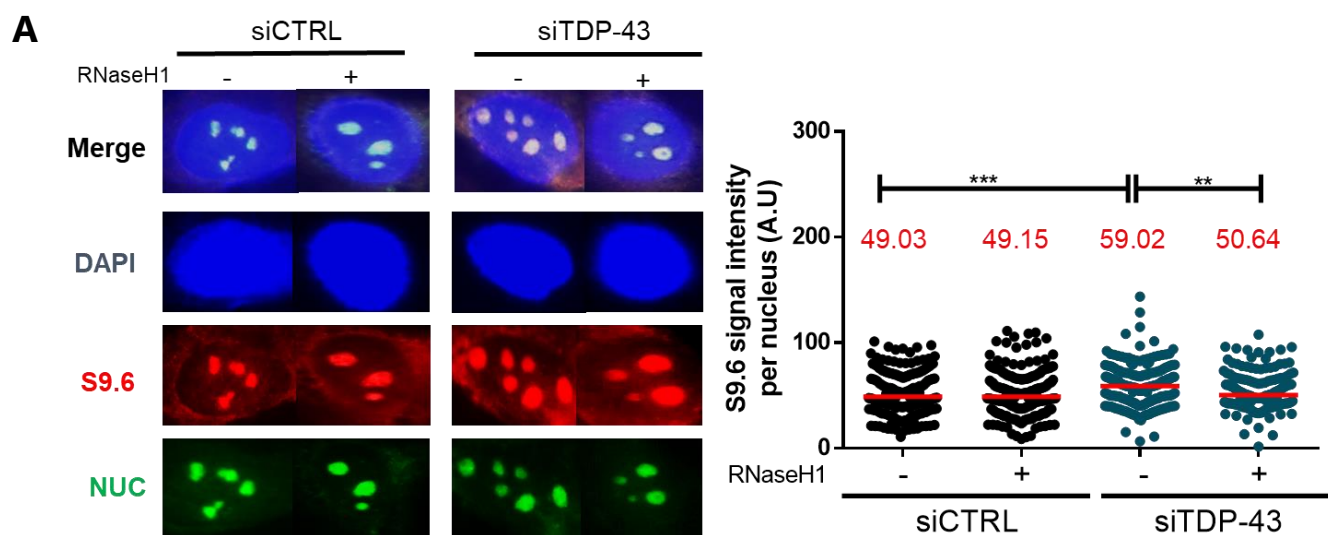 A
siCTRL siTDP-43
RNaseH1 - + - +
Merge
DAPI
S9.6
NUC
S9.6 signal intensity
per nucleus (A.U)
300
200
100
0
*** **
49.03 49.15 59.02 50.64
RNaseH1 - + - +
siCTRL siTDP-43